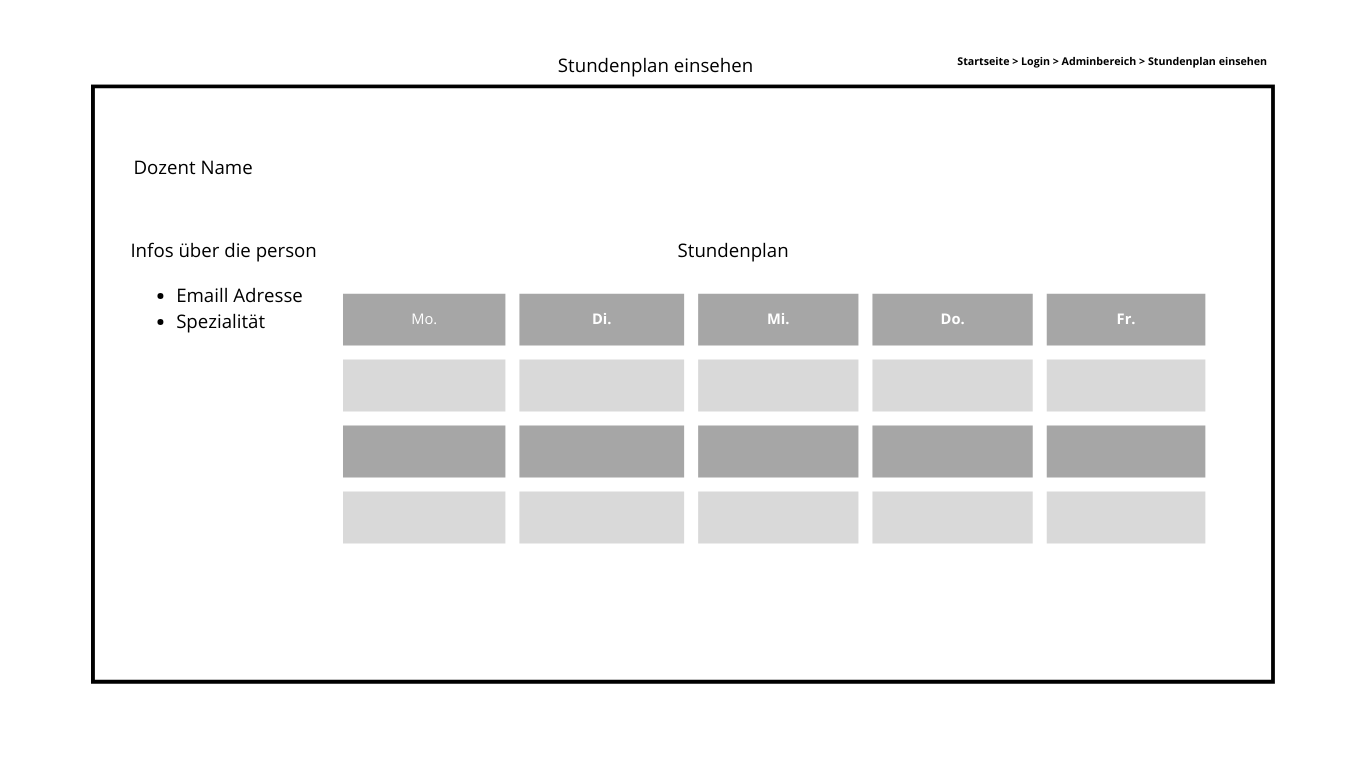 Stundenplan einsehen
Startseite > Login > Adminbereich > Stundenplan einsehen
Dozent Name
Infos über die person
Stundenplan
• Emaill Adresse
• Spezialität
Mo. Di. Mi. Do. Fr.